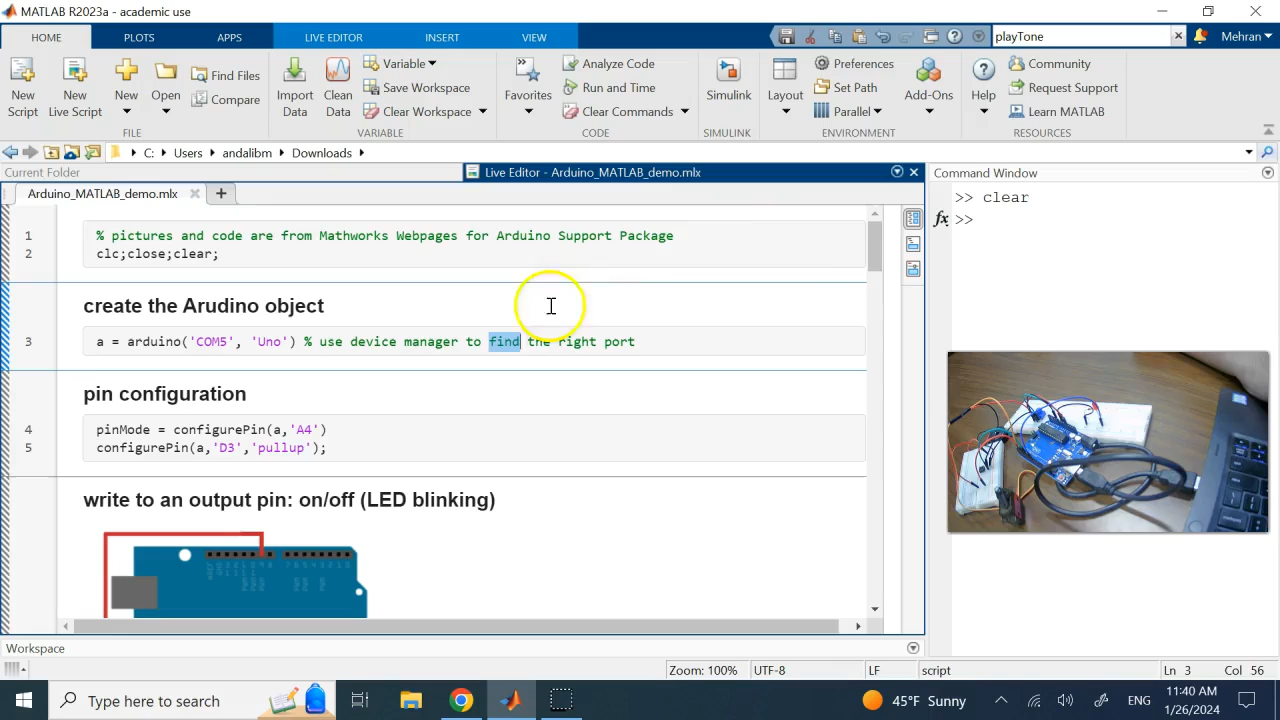 MATLAB R2023a - academic use
HOME PLOTS APPS LIVE EDITOR INSERT VIEW playTone Mehran
New Script New Live Script New Open Find Files Compare
Import Data Clean Data Variable Save Workspace Clear Workspace
Favorites Analyze Code Run and Time Clear Commands
Simulink Layout Preferences Set Path Parallel Add-Ons
Help Community Request Support Learn MATLAB
FILE VARIABLE CODE SIMULINK ENVIRONMENT RESOURCES
C: Users andalibm Downloads
Current Folder
Live Editor - Arduino_MATLAB_demo.mlx
Command Window
Arduino_MATLAB_demo.mlx
>> clear
fx >>
1 % pictures and code are from Mathworks Webpages for Arduino Support Package
2 clc;close;clear;
create the Arudino object
3 a = arduino('COM5', 'Uno') % use device manager to find the right port
pin configuration
4 pinMode = configurePin(a,'A4')
5 configurePin(a,'D3','pullup');
write to an output pin: on/off (LED blinking)
Workspace
Zoom: 100% UTF-8 LF script Ln 3 Col 56
Type here to search
45°F Sunny
ENG
11:40 AM
1/26/2024